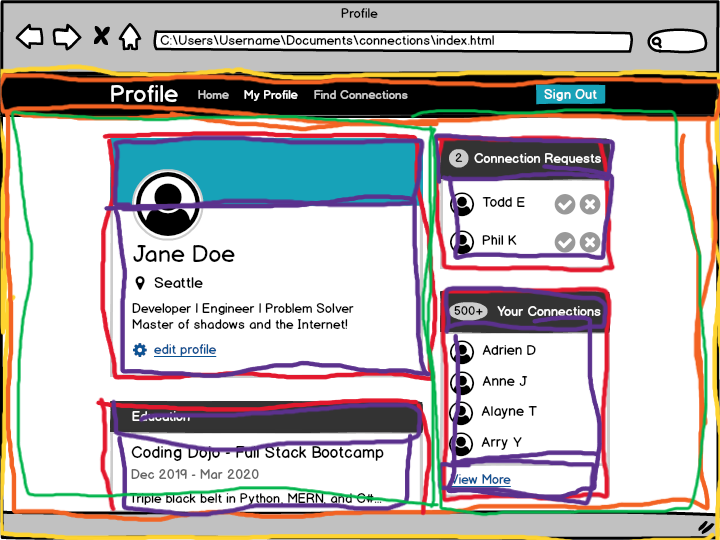 Profile
C:\Users\Username\Documents\connections\index.html
Profile Home My Profile Find Connections Sign Out
Jane Doe
Seattle
Developer | Engineer | Problem Solver
Master of shadows and the Internet!
edit profile
Education
Coding Dojo - Full Stack Bootcamp
Dec 2019 - Mar 2020
Triple black belt in Python, MERN, and C#...
2 Connection Requests
Todd E
Phil K
500+ Your Connections
Adrien D
Anne J
Alayne T
Arry Y
View More